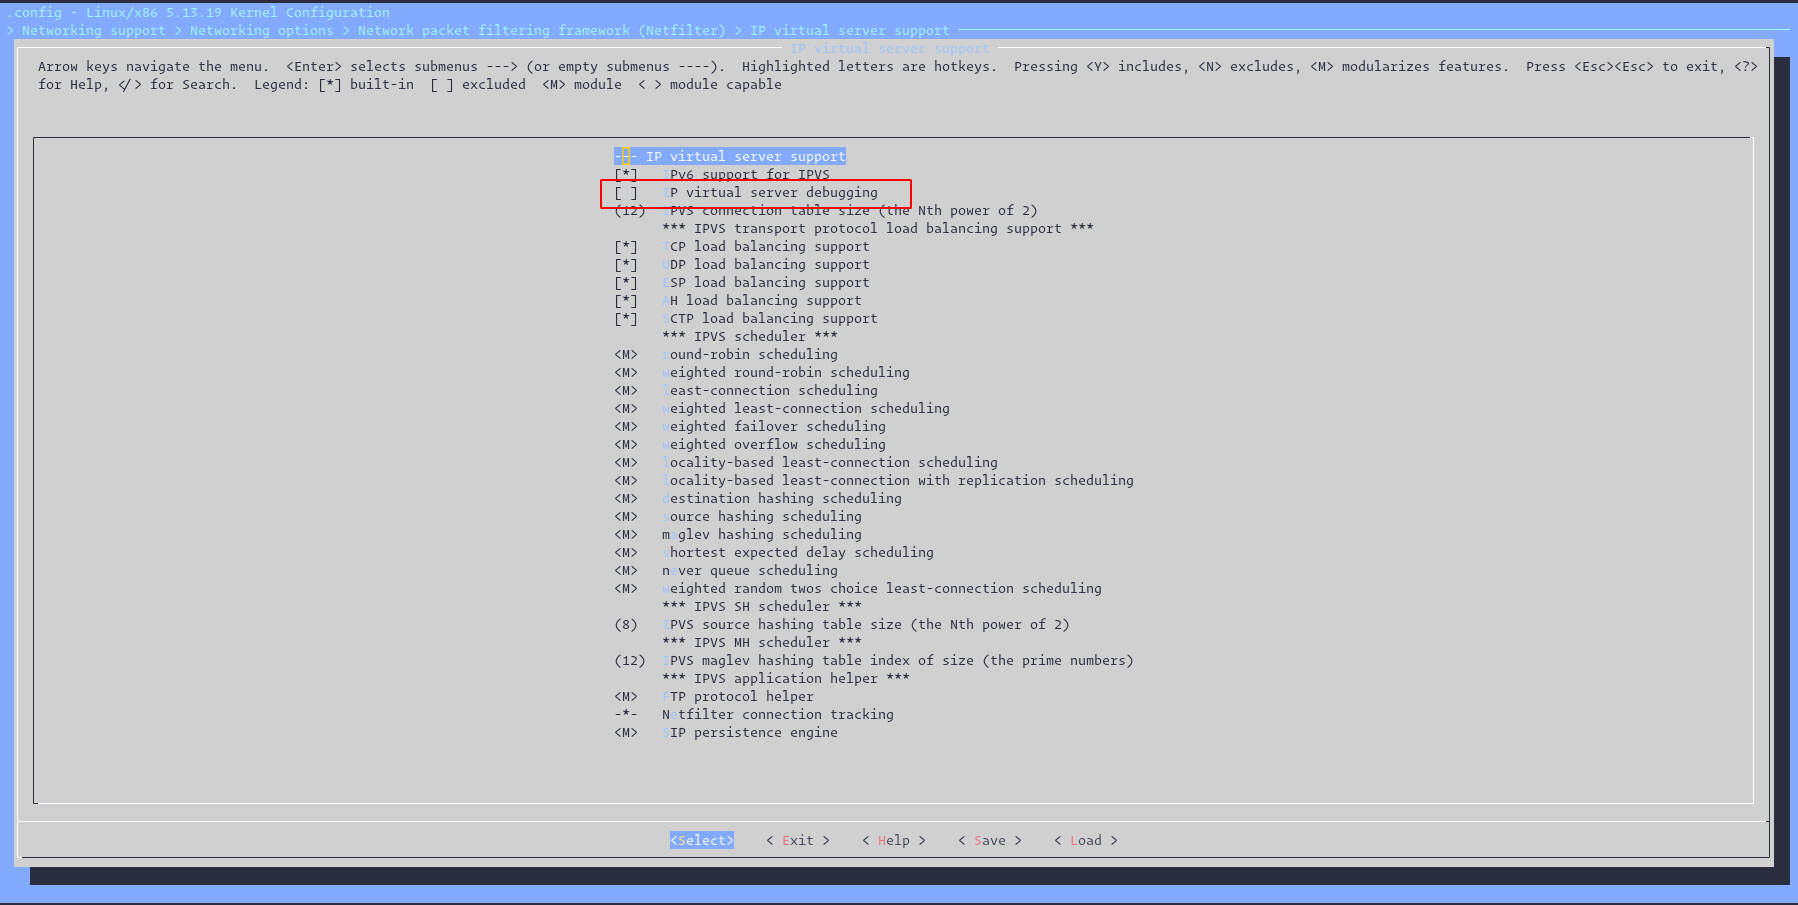 .config - Linux/x86 5.13.19 Kernel Configuration
> Networking support > Networking options > Network packet filtering framework (Netfilter) > IP virtual server support
IP virtual server support
Arrow keys navigate the menu.  <Enter> selects submenus ---> (or empty submenus ----).  Highlighted letters are hotkeys.  Pressing <Y> includes, <N> excludes, <M> modularizes features.  Press <Esc><Esc> to exit, <?>
for Help, </> for Search.  Legend: [*] built-in  [ ] excluded  <M> module  < > module capable
--- IP virtual server support
[*]   IPv6 support for IPVS
[ ]   IP virtual server debugging
(12)  IPVS connection table size (the Nth power of 2)
*** IPVS transport protocol load balancing support ***
[*]   TCP load balancing support
[*]   UDP load balancing support
[*]   ESP load balancing support
[*]   AH load balancing support
[*]   SCTP load balancing support
*** IPVS scheduler ***
<M>   round-robin scheduling
<M>   weighted round-robin scheduling
<M>   least-connection scheduling
<M>   weighted least-connection scheduling
<M>   weighted failover scheduling
<M>   weighted overflow scheduling
<M>   locality-based least-connection scheduling
<M>   locality-based least-connection with replication scheduling
<M>   destination hashing scheduling
<M>   source hashing scheduling
<M>   maglev hashing scheduling
<M>   shortest expected delay scheduling
<M>   never queue scheduling
<M>   weighted random twos choice least-connection scheduling
*** IPVS SH scheduler ***
(8)   IPVS source hashing table size (the Nth power of 2)
*** IPVS MH scheduler ***
(12)  IPVS maglev hashing table index of size (the prime numbers)
*** IPVS application helper ***
<M>   FTP protocol helper
-*-   Netfilter connection tracking
<M>   SIP persistence engine
<Select>    < Exit >    < Help >    < Save >    < Load >